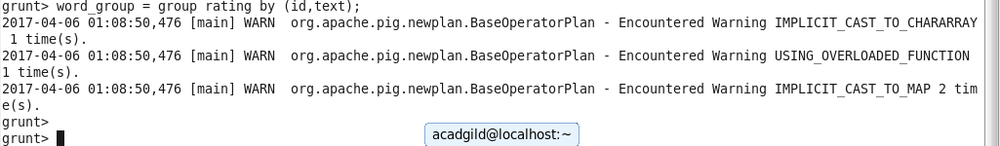 grunt> word_group = group rating by (id,text);
2017-04-06 01:08:50,476 [main] WARN  org.apache.pig.newplan.BaseOperatorPlan - Encountered Warning IMPLICIT_CAST_TO_CHARARRAY
 1 time(s).
2017-04-06 01:08:50,476 [main] WARN  org.apache.pig.newplan.BaseOperatorPlan - Encountered Warning USING_OVERLOADED_FUNCTION
1 time(s).
2017-04-06 01:08:50,476 [main] WARN  org.apache.pig.newplan.BaseOperatorPlan - Encountered Warning IMPLICIT_CAST_TO_MAP 2 tim
e(s).
grunt>
grunt>
acadgild@localhost:~